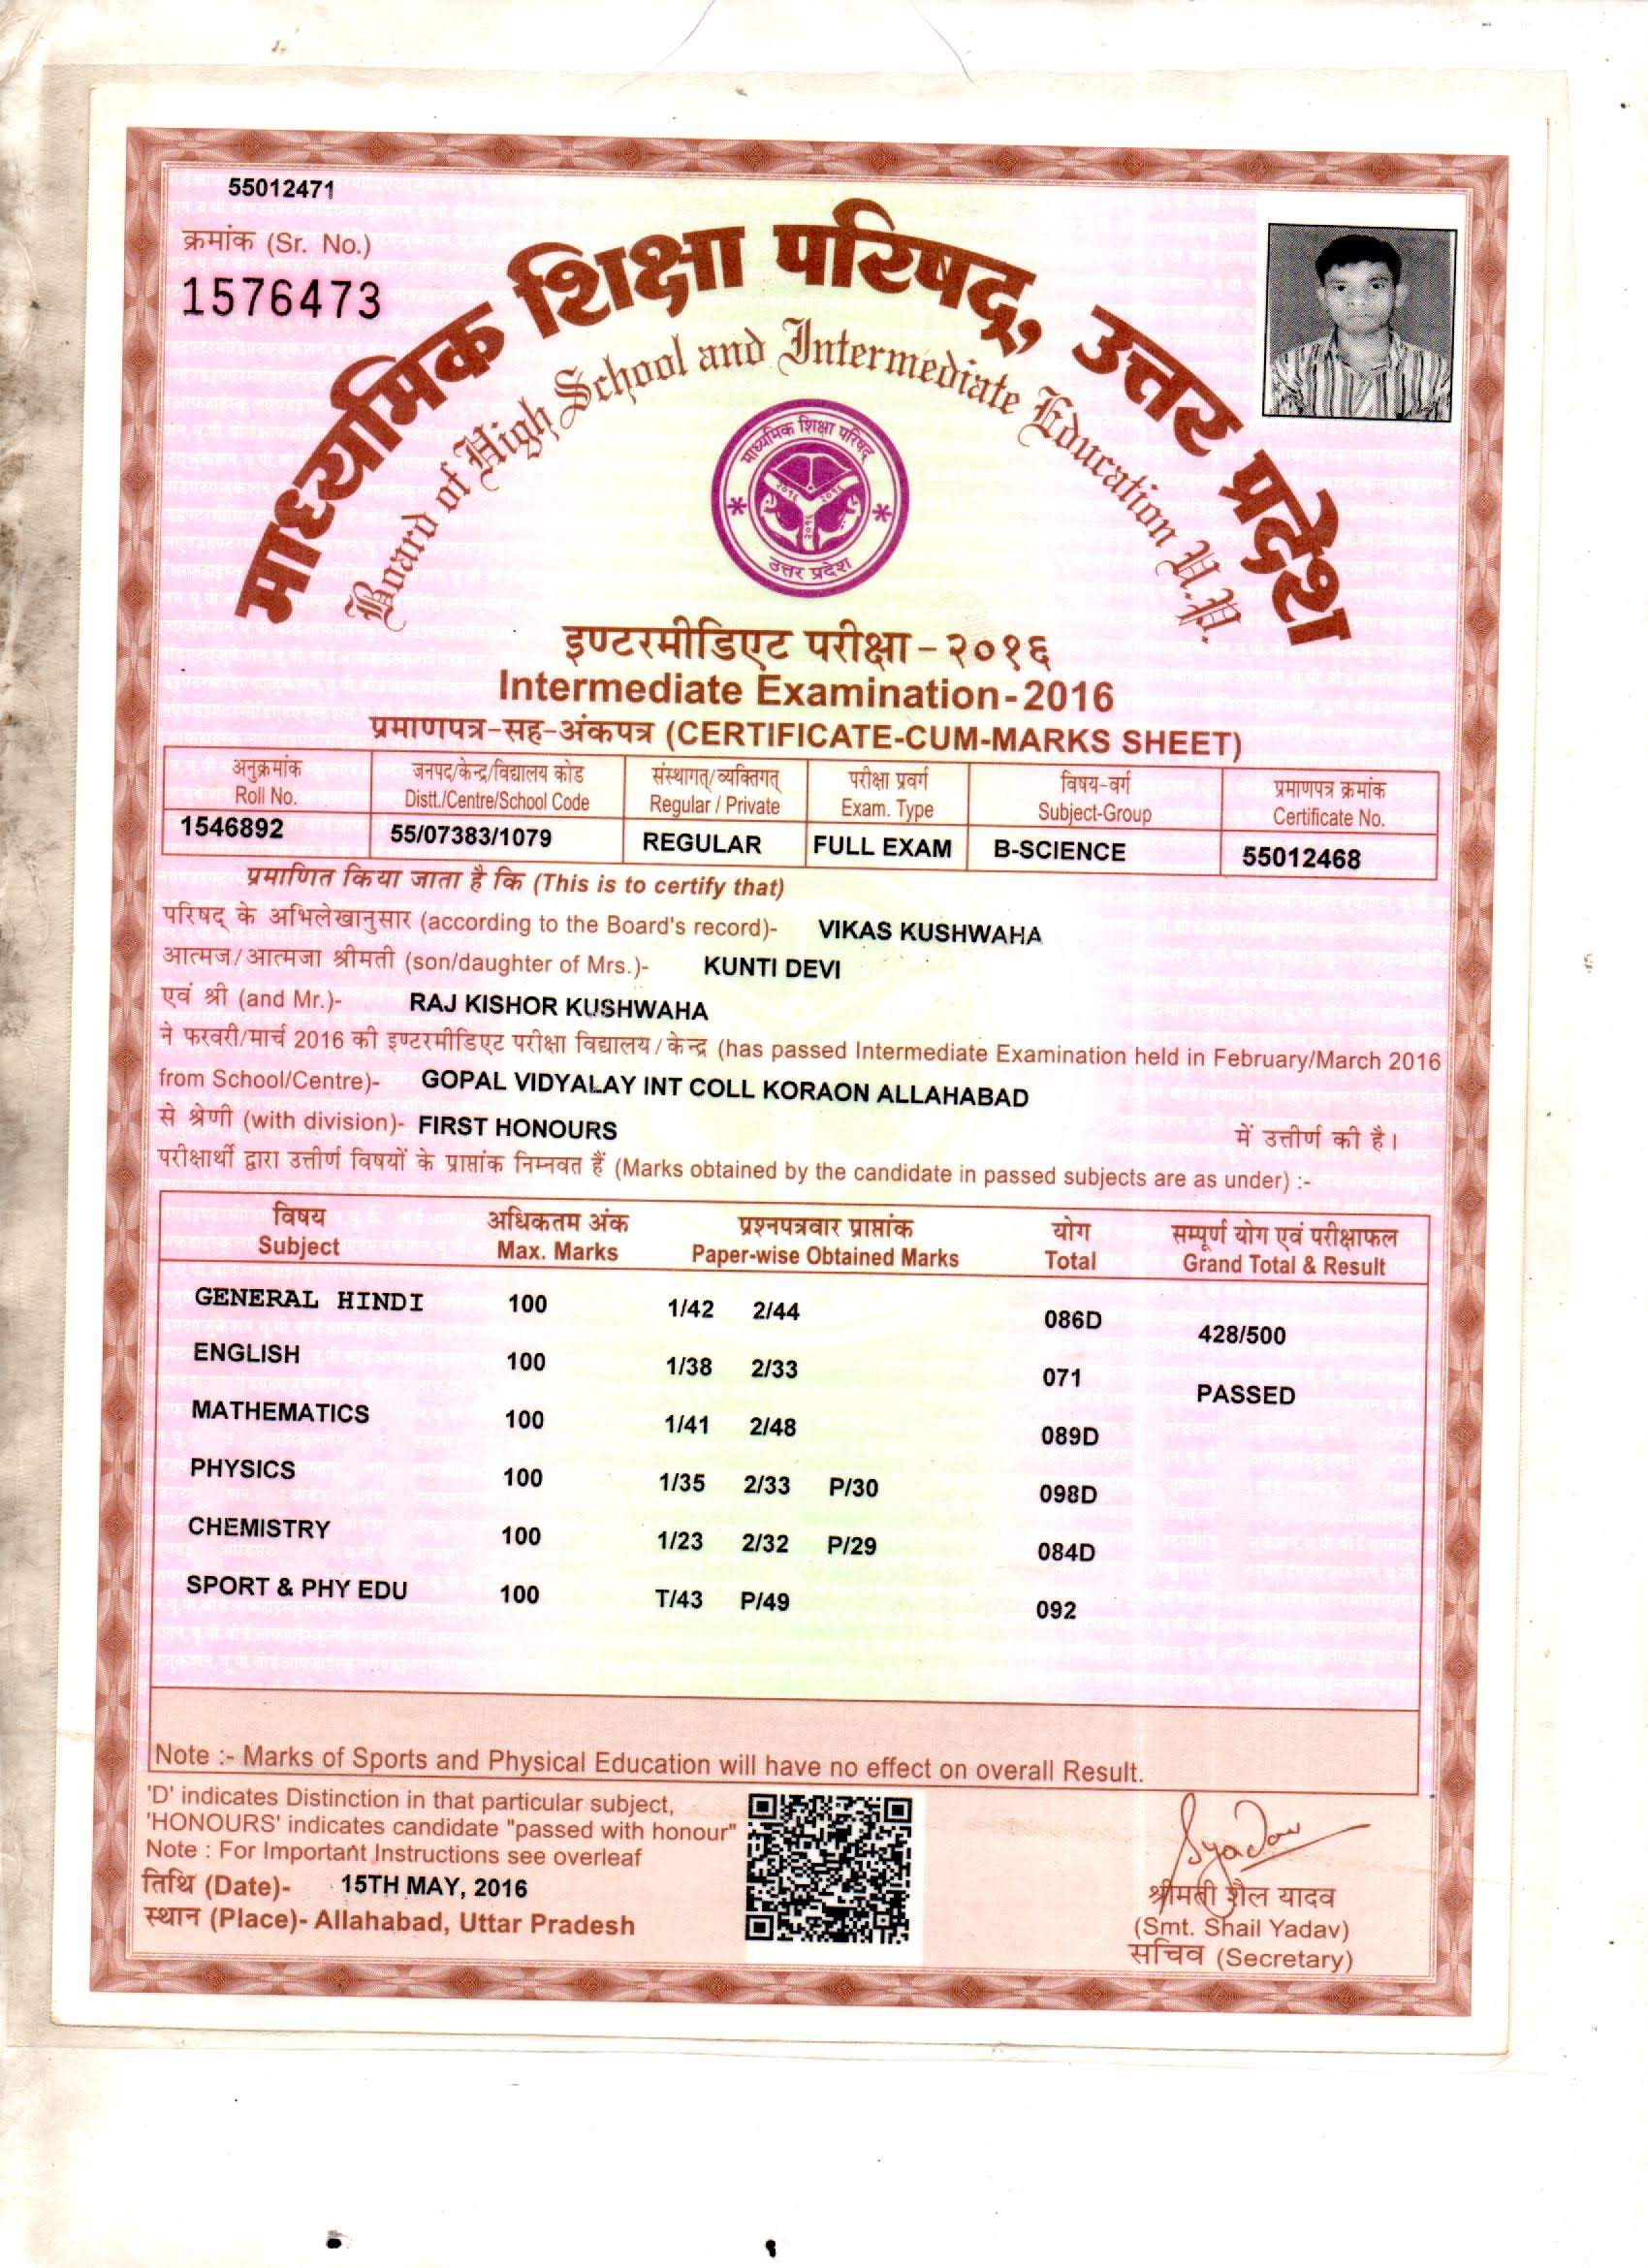 55012471
क्रमांक (Sr. No.)
1576473
माध्यमिक शिक्षा परिषद्, उत्तर प्रदेश
Board of High School and Intermediate Education U.P.
माध्यमिक शिक्षा परिषद्
२०१६ २०१६
२०१६
उत्तर प्रदेश
इण्टरमीडिएट परीक्षा - २०१६
Intermediate Examination-2016
प्रमाणपत्र-सह-अंकपत्र (CERTIFICATE-CUM-MARKS SHEET)
अनुक्रमांक जनपद/केन्द्र/विद्यालय कोड संस्थागत्/व्यक्तिगत् परीक्षा प्रवर्ग विषय-वर्ग प्रमाणपत्र क्रमांक
Roll No. Distt./Centre/School Code Regular / Private Exam. Type Subject-Group Certificate No.
1546892 55/07383/1079 REGULAR FULL EXAM B-SCIENCE 55012468
प्रमाणित किया जाता है कि (This is to certify that)
परिषद् के अभिलेखानुसार (according to the Board's record)- VIKAS KUSHWAHA
आत्मज/आत्मजा श्रीमती (son/daughter of Mrs.)- KUNTI DEVI
एवं श्री (and Mr.)- RAJ KISHOR KUSHWAHA
ने फरवरी/मार्च 2016 की इण्टरमीडिएट परीक्षा विद्यालय/केन्द्र (has passed Intermediate Examination held in February/March 2016
from School/Centre)- GOPAL VIDYALAY INT COLL KORAON ALLAHABAD
से श्रेणी (with division)- FIRST HONOURS में उत्तीर्ण की है।
परीक्षार्थी द्वारा उत्तीर्ण विषयों के प्राप्तांक निम्नवत हैं (Marks obtained by the candidate in passed subjects are as under) :-
विषय अधिकतम अंक प्रश्नपत्रवार प्राप्तांक योग सम्पूर्ण योग एवं परीक्षाफल
Subject Max. Marks Paper-wise Obtained Marks Total Grand Total & Result
GENERAL HINDI 100 1/42 2/44 086D 428/500
ENGLISH 100 1/38 2/33 071 PASSED
MATHEMATICS 100 1/41 2/48 089D
PHYSICS 100 1/35 2/33 P/30 098D
CHEMISTRY 100 1/23 2/32 P/29 084D
SPORT & PHY EDU 100 T/43 P/49 092
Note :- Marks of Sports and Physical Education will have no effect on overall Result.
'D' indicates Distinction in that particular subject,
'HONOURS' indicates candidate "passed with honour"
Note : For Important Instructions see overleaf
तिथि (Date)- 15TH MAY, 2016
स्थान (Place)- Allahabad, Uttar Pradesh
Syadav
श्रीमती शैल यादव
(Smt. Shail Yadav)
सचिव (Secretary)